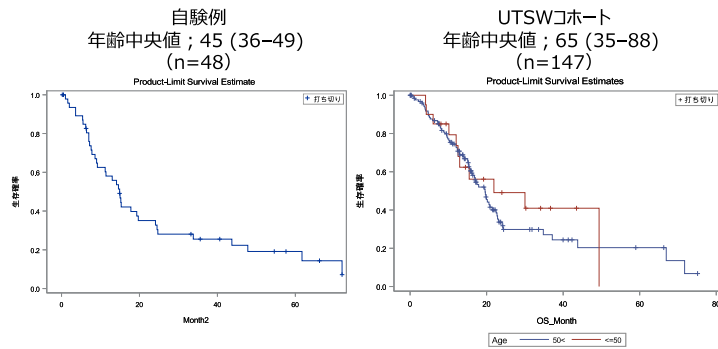 自験例
年齢中央値；45 (36–49)
(n=48)
Product-Limit Survival Estimate
+ 打ち切り
1.0
0.8
0.6
0.4
0.2
0.0
生存確率
0
20
40
60
Month2
UTSWコホート
年齢中央値；65 (35–88)
(n=147)
Product-Limit Survival Estimates
+ 打ち切り
1.0
0.8
0.6
0.4
0.2
0.0
生存確率
0
20
40
60
80
OS_Month
Age 50< <=50